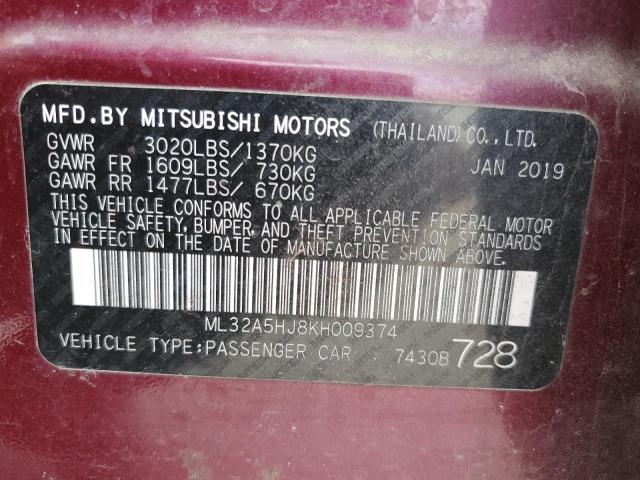 MFD.BY MITSUBISHI MOTORS (THAILAND)CO.,LTD.
GVWR 3020LBS/1370KG JAN 2019
GAWR FR 1609LBS/ 730KG
GAWR RR 1477LBS/ 670KG
THIS VEHICLE CONFORMS TO ALL APPLICABLE FEDERAL MOTOR
VEHICLE SAFETY, BUMPER, AND THEFT PREVENTION STANDARDS
IN EFFECT ON THE DATE OF MANUFACTURE SHOWN ABOVE.
ML32A5HJ8KH009374
VEHICLE TYPE:PASSENGER CAR 7430B 728